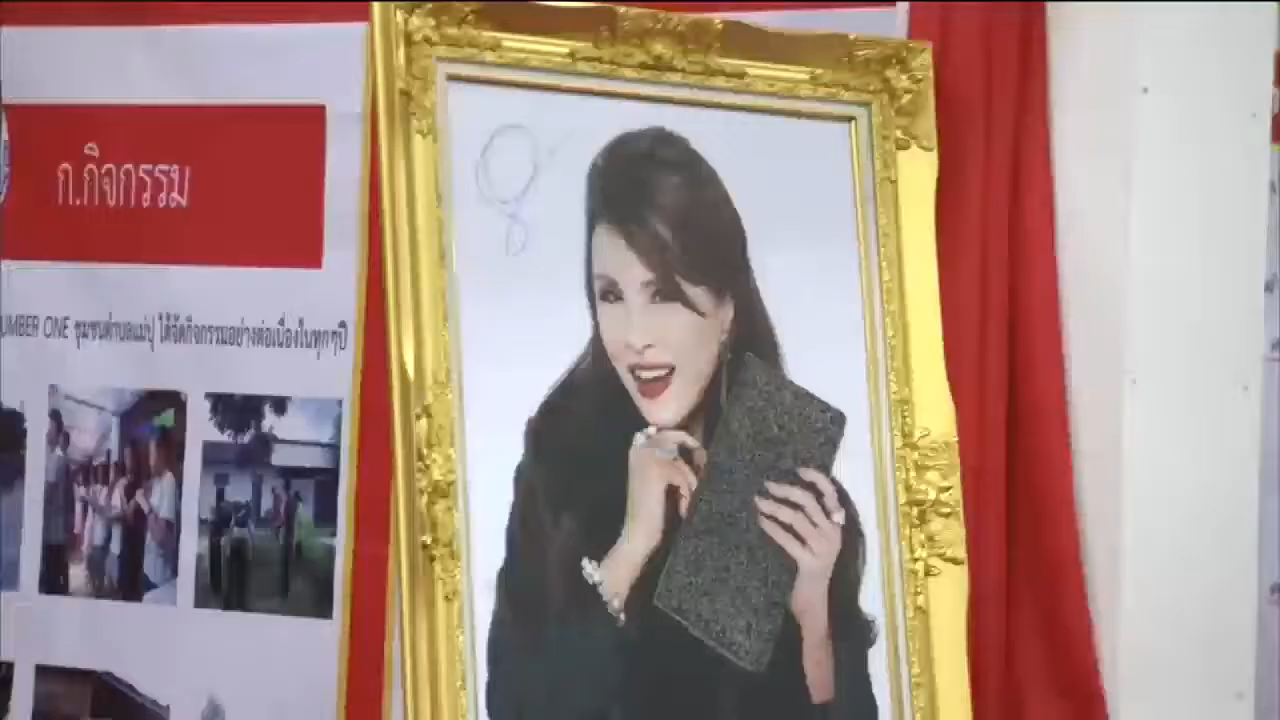 ก.กิจกรรม
UMBER ONE ชุมชนตำบลแม่ปุ ได้จัดกิจกรรมอย่างต่อเนื่องในทุกๆปี